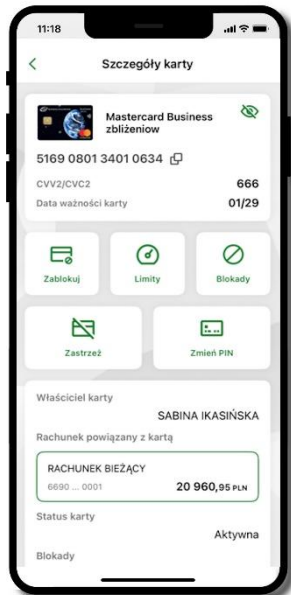 11:18
Szczegóły karty
Mastercard Business
zbliżeniow
5169 0801 3401 0634
CVV2/CVC2 666
Data ważności karty 01/29
Zablokuj Limity Blokady
Zastrzeż Zmień PIN
Właściciel karty
SABINA IKASIŃSKA
Rachunek powiązany z kartą
RACHUNEK BIEŻĄCY
6690 ... 0001 20 960,95 PLN
Status karty
Aktywna
Blokady